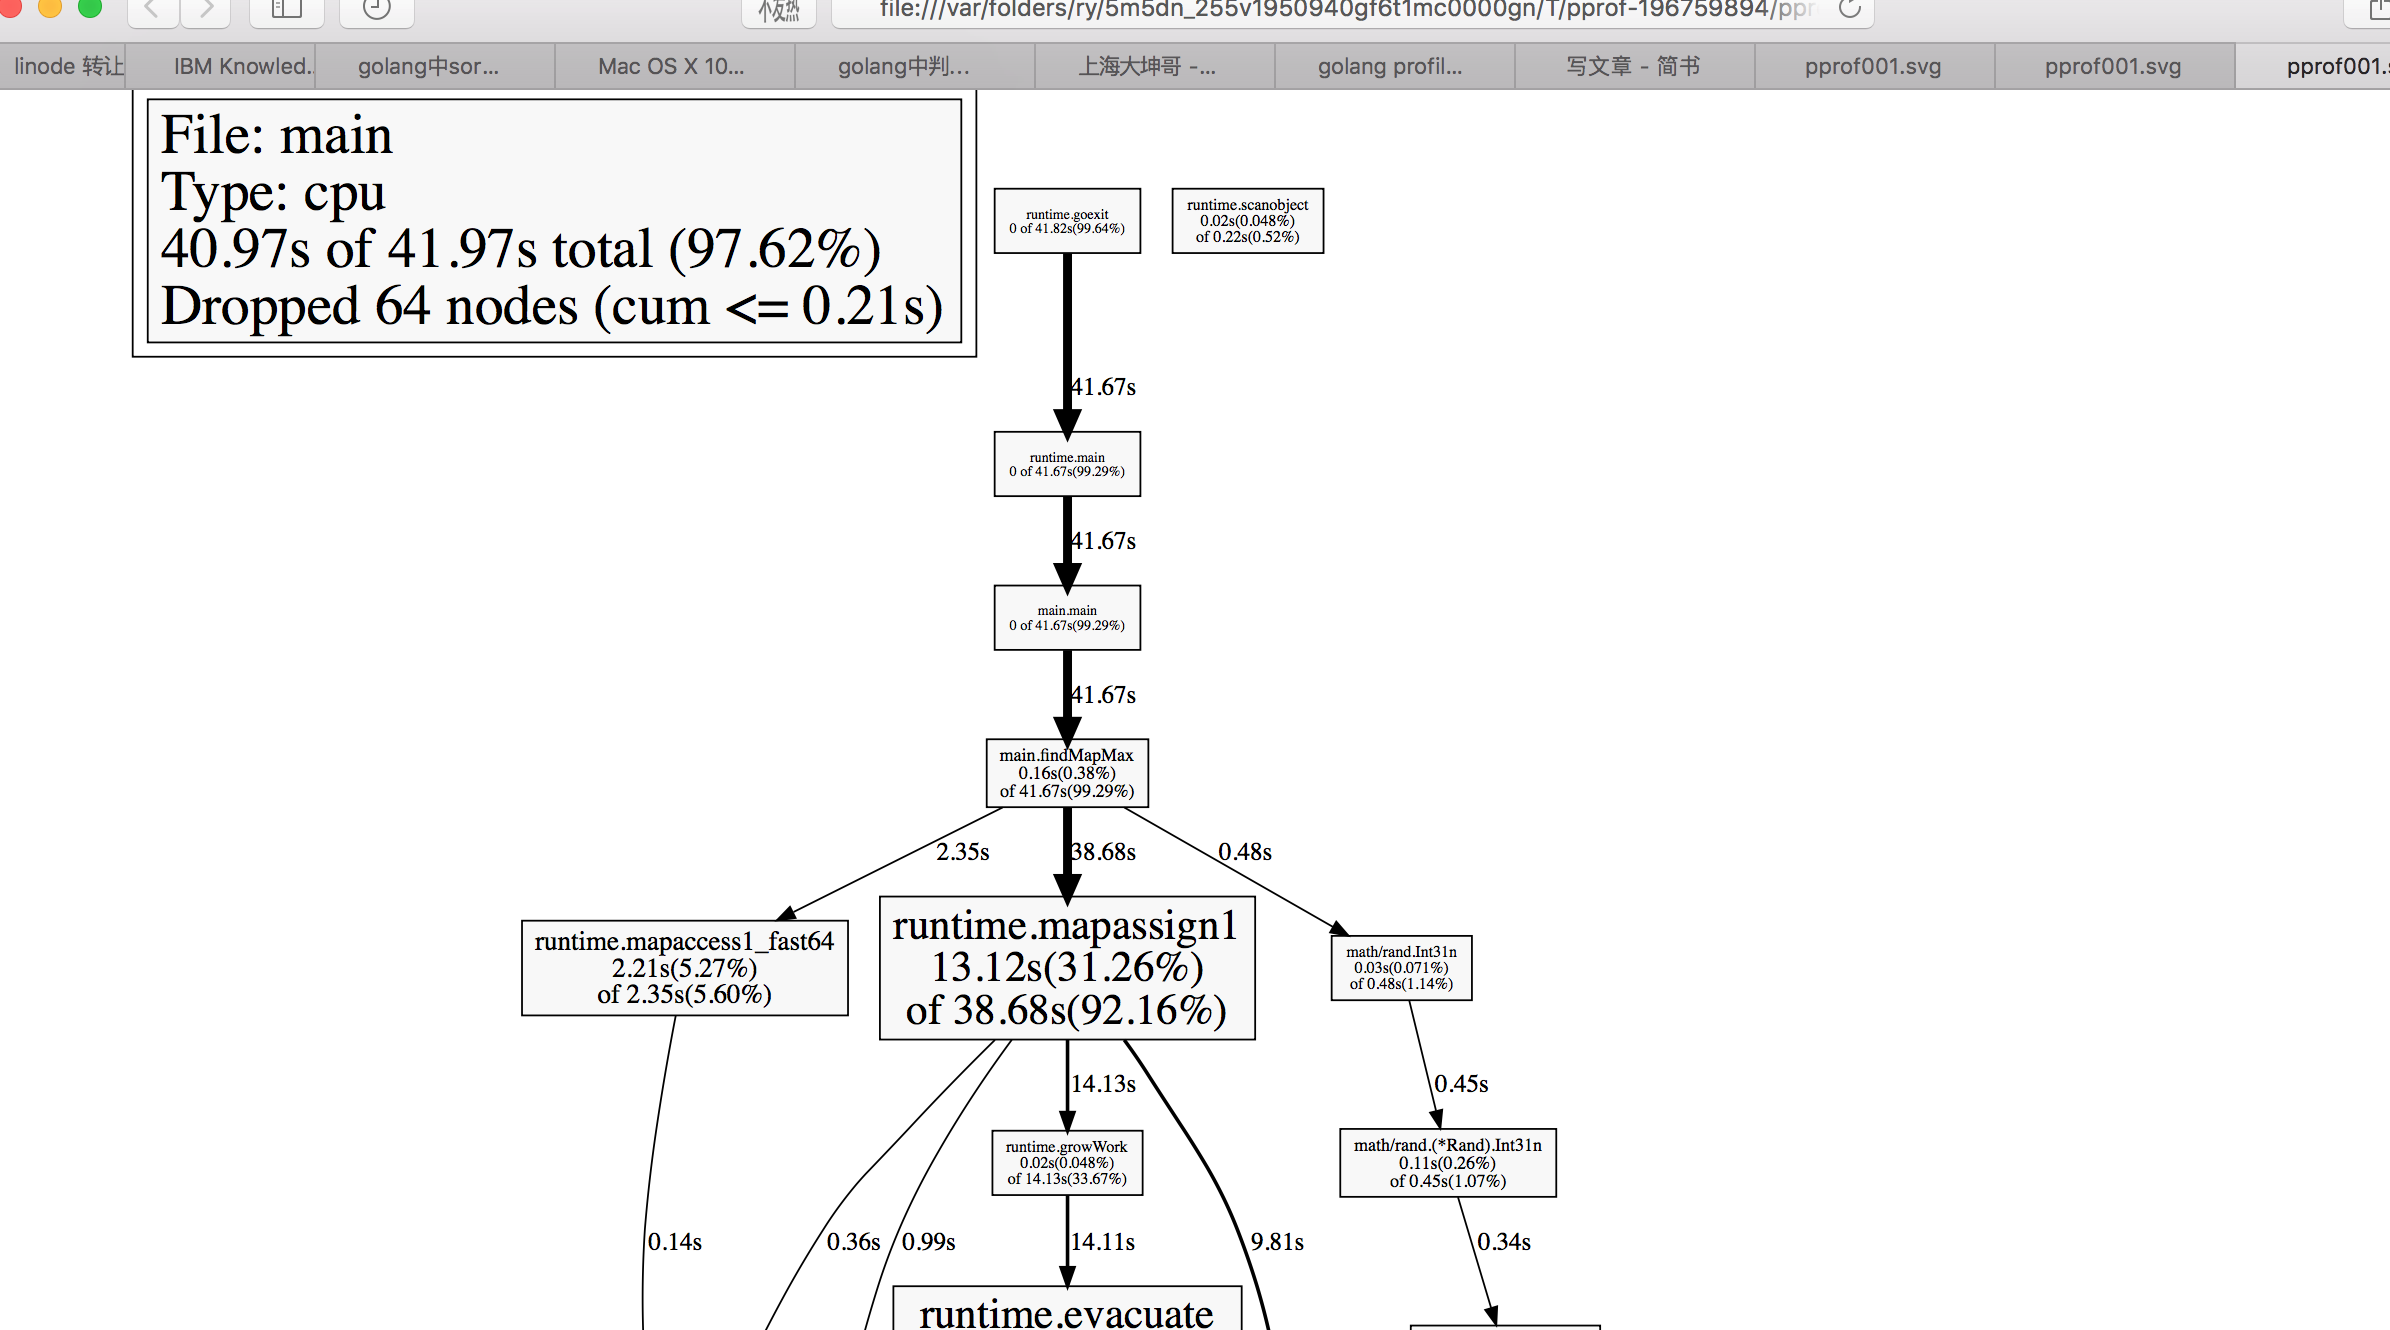 file:///var/folders/ry/5m5dn_255v1950940gf6t1mc0000gn/T/pprof-196759894/ppr
linode 转让
IBM Knowled...
golang中sor...
Mac OS X 10...
golang中判...
上海大坤哥 -...
golang profil...
写文章 - 简书
pprof001.svg
pprof001.svg
pprof001.s
File: main
Type: cpu
40.97s of 41.97s total (97.62%)
Dropped 64 nodes (cum <= 0.21s)
runtime.goexit
0 of 41.82s(99.64%)
runtime.scanobject
0.02s(0.048%)
of 0.22s(0.52%)
41.67s
runtime.main
0 of 41.67s(99.29%)
41.67s
main.main
0 of 41.67s(99.29%)
41.67s
main.findMapMax
0.16s(0.38%)
of 41.67s(99.29%)
2.35s
38.68s
0.48s
runtime.mapaccess1_fast64
2.21s(5.27%)
of 2.35s(5.60%)
runtime.mapassign1
13.12s(31.26%)
of 38.68s(92.16%)
math/rand.Int31n
0.03s(0.071%)
of 0.48s(1.14%)
14.13s
0.45s
runtime.growWork
0.02s(0.048%)
of 14.13s(33.67%)
math/rand.(*Rand).Int31n
0.11s(0.26%)
of 0.45s(1.07%)
0.14s
0.36s
0.99s
14.11s
9.81s
0.34s
runtime.evacuate